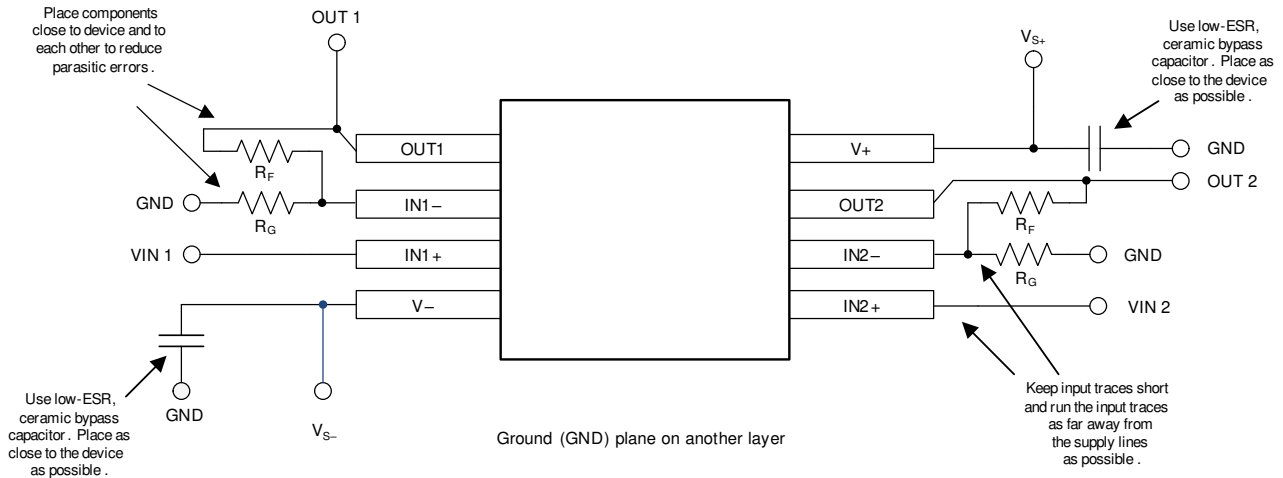 Place components
close to device and to
each other to reduce
parasitic errors .
OUT 1
VS+
Use low-ESR,
ceramic bypass
capacitor . Place as
close to the device
as possible .
OUT1
V+
GND
RF
OUT 2
GND
IN1−
OUT2
RG
RF
VIN 1
IN1+
IN2−
GND
RG
V−
IN2+
VIN 2
Use low-ESR,
ceramic bypass
capacitor . Place as
close to the device
as possible .
GND
VS−
Ground (GND) plane on another layer
Keep input traces short
and run the input traces
as far away from
the supply lines
as possible .